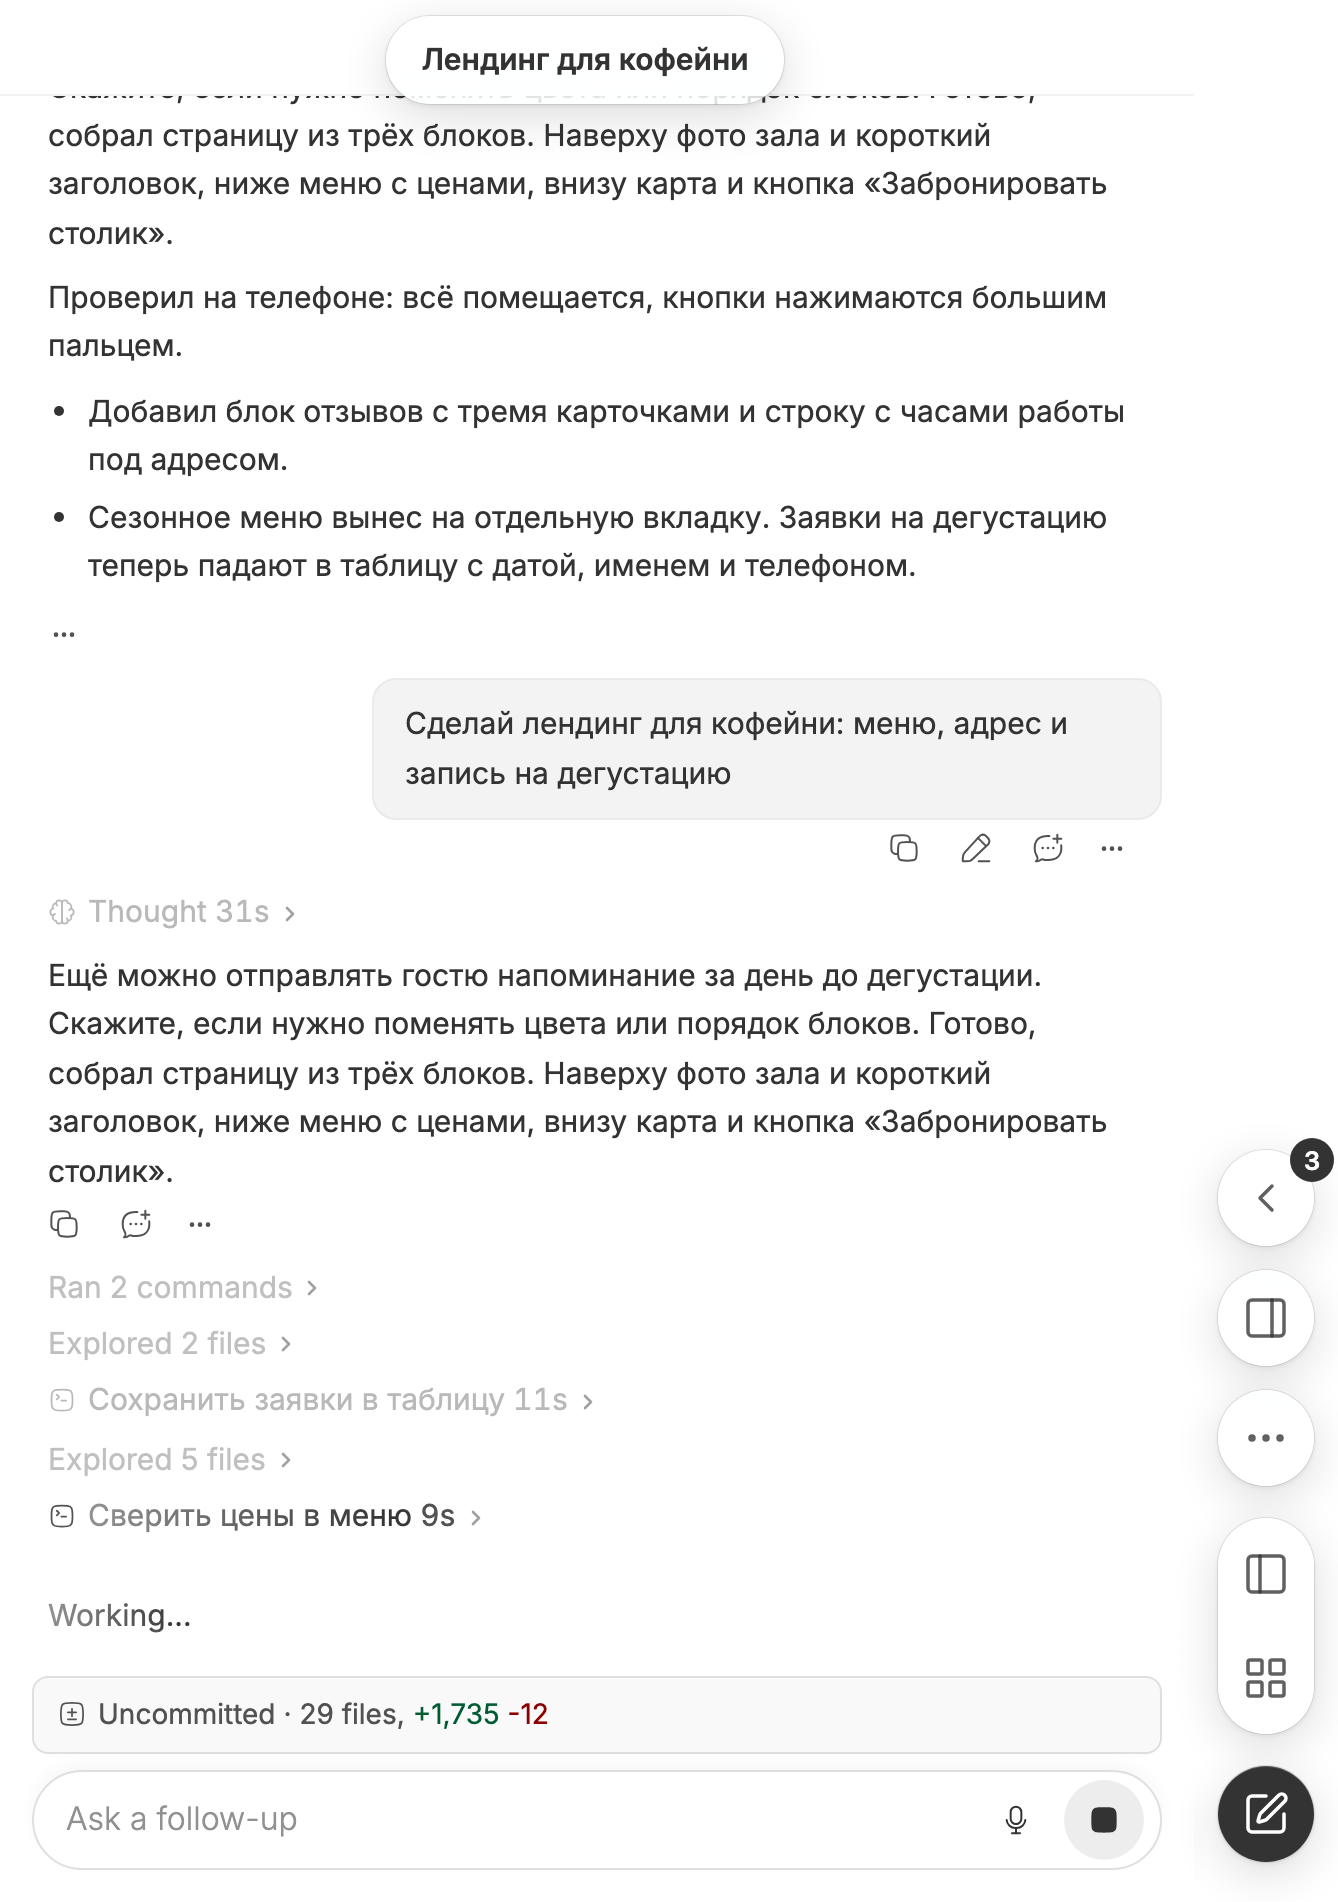 Лендинг для кофейни
собрал страницу из трёх блоков. Наверху фото зала и короткий
заголовок, ниже меню с ценами, внизу карта и кнопка «Забронировать
столик».
Проверил на телефоне: всё помещается, кнопки нажимаются большим
пальцем.
• Добавил блок отзывов с тремя карточками и строку с часами работы
под адресом.
• Сезонное меню вынес на отдельную вкладку. Заявки на дегустацию
теперь падают в таблицу с датой, именем и телефоном.
...
Сделай лендинг для кофейни: меню, адрес и
запись на дегустацию
Thought 31s
Ещё можно отправлять гостю напоминание за день до дегустации.
Скажите, если нужно поменять цвета или порядок блоков. Готово,
собрал страницу из трёх блоков. Наверху фото зала и короткий
заголовок, ниже меню с ценами, внизу карта и кнопка «Забронировать
столик».
3
Ran 2 commands
Explored 2 files
Сохранить заявки в таблицу 11s
Explored 5 files
Сверить цены в меню 9s
Working...
Uncommitted · 29 files, +1,735 -12
Ask a follow-up